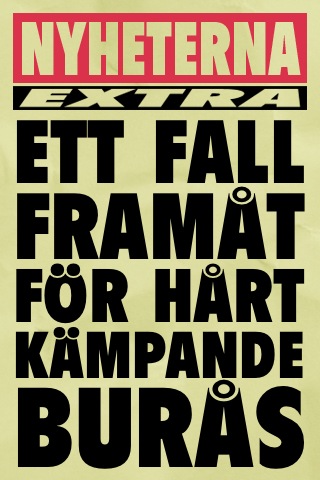 NYHETERNA
EXTRA
ETT FALL
FRAMÅT
FÖR HÅRT
KÄMPANDE
BURÅS